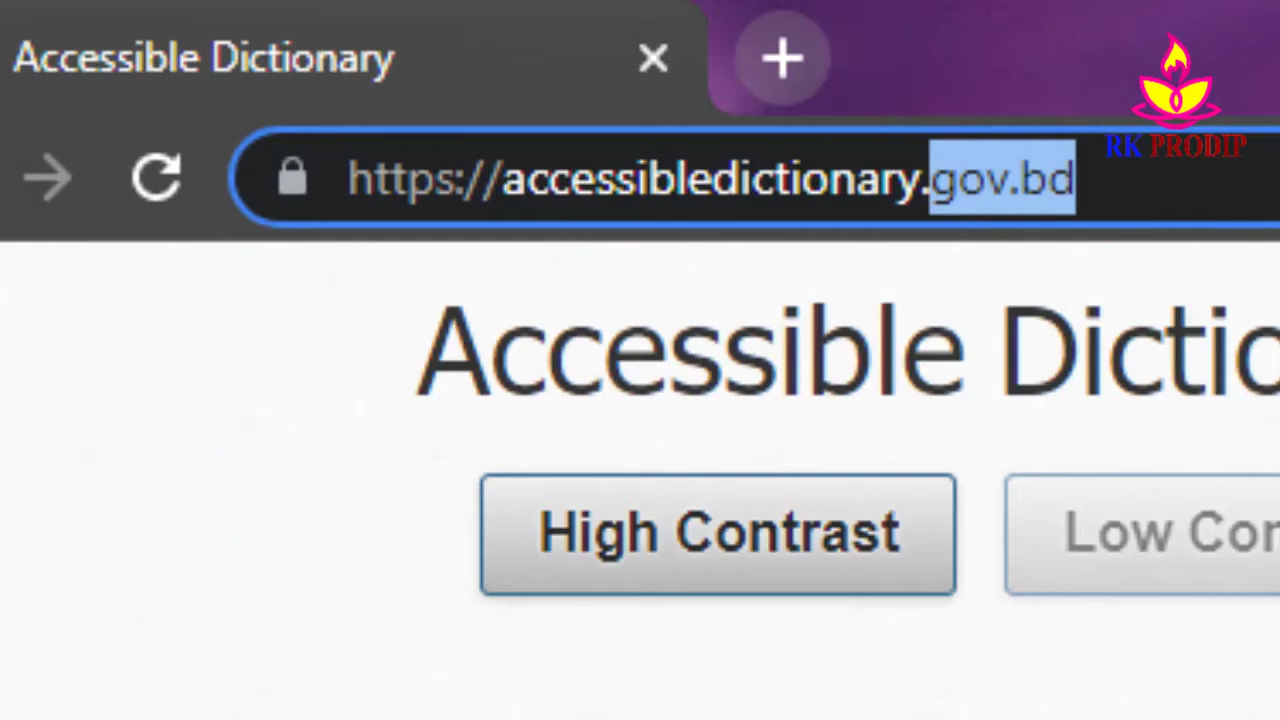 Accessible Dictionary
RK PRODIP
https://accessibledictionary.gov.bd
Accessible Dictio
High Contrast
Low Con